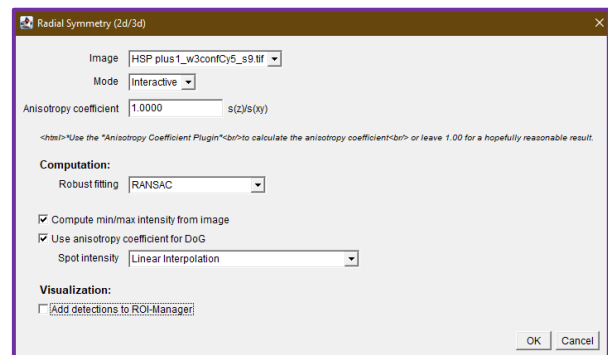 Radial Symmetry (2d/3d)
Image HSP plus1_w3confCy5_s9.tif
Mode Interactive
Anisotropy coefficient 1.0000 s(z)/s(xy)
<html>*Use the "Anisotropy Coefficient Plugin"<br/>to calculate the anisotropy coefficient<br/> or leave 1.00 for a hopefully reasonable result.
Computation:
Robust fitting RANSAC
Compute min/max intensity from image
Use anisotropy coefficient for DoG
Spot intensity Linear Interpolation
Visualization:
Add detections to ROI-Manager
OK Cancel